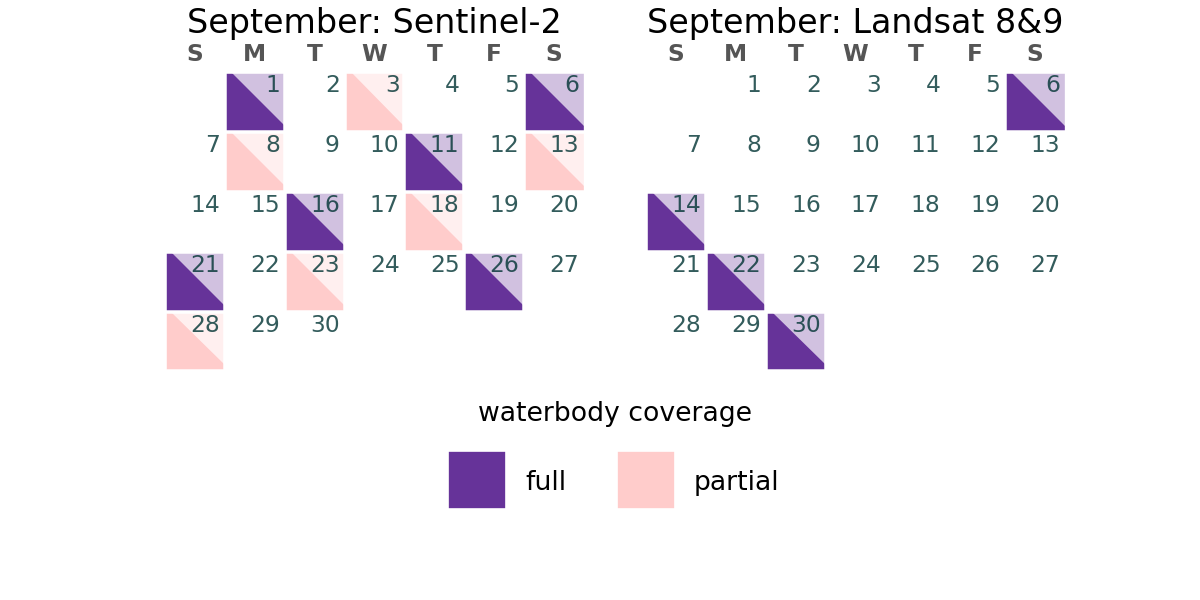 September: Sentinel-2
S M T W T F S
1 2 3 4 5 6
7 8 9 10 11 12 13
14 15 16 17 18 19 20
21 22 23 24 25 26 27
28 29 30
September: Landsat 8&9
S M T W T F S
1 2 3 4 5 6
7 8 9 10 11 12 13
14 15 16 17 18 19 20
21 22 23 24 25 26 27
28 29 30
waterbody coverage
full
partial